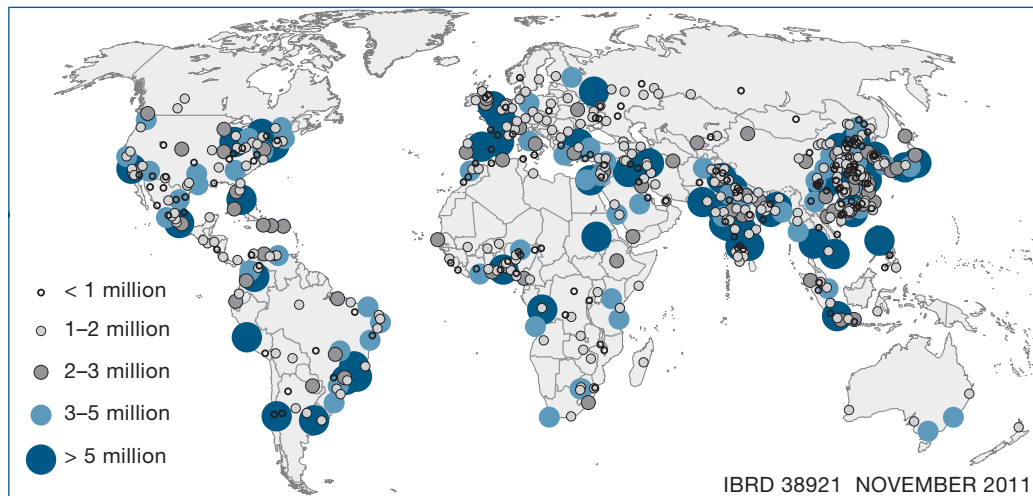 < 1 million
1–2 million
2–3 million
3–5 million
> 5 million
IBRD 38921 NOVEMBER 2011